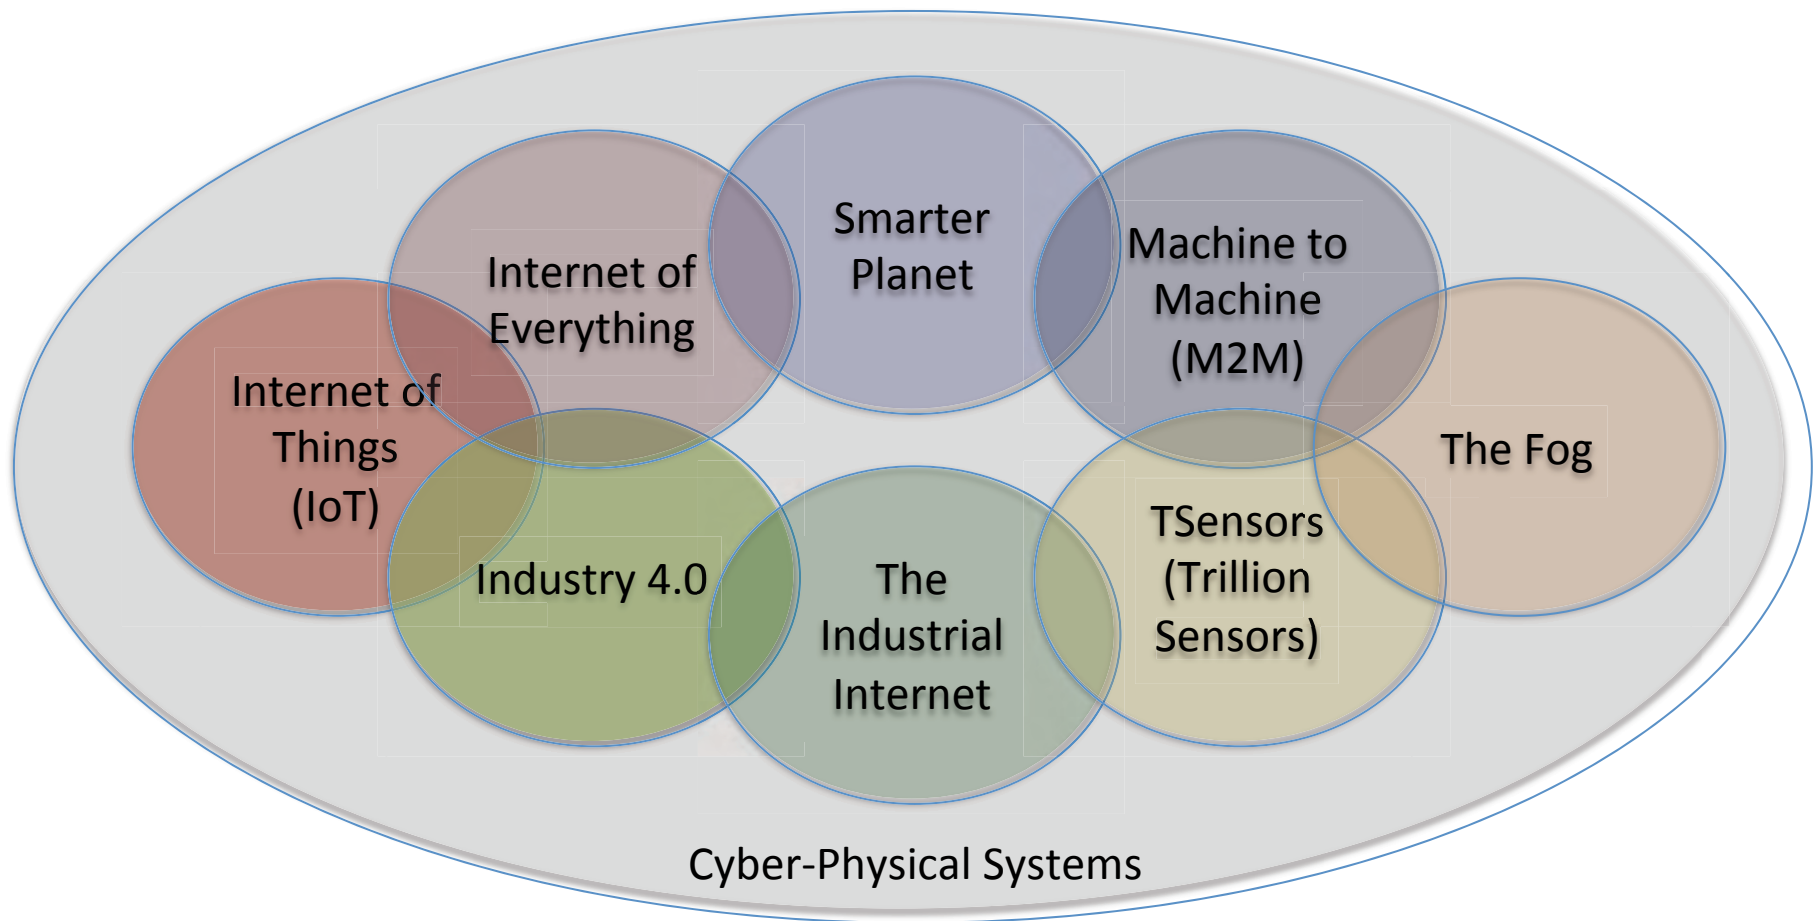 Smarter
Planet
Internet of
Everything
Machine to
Machine
(M2M)
Internet of
Things
(IoT)
The Fog
Industry 4.0
The
Industrial
Internet
TSensors
(Trillion
Sensors)
Cyber-Physical Systems